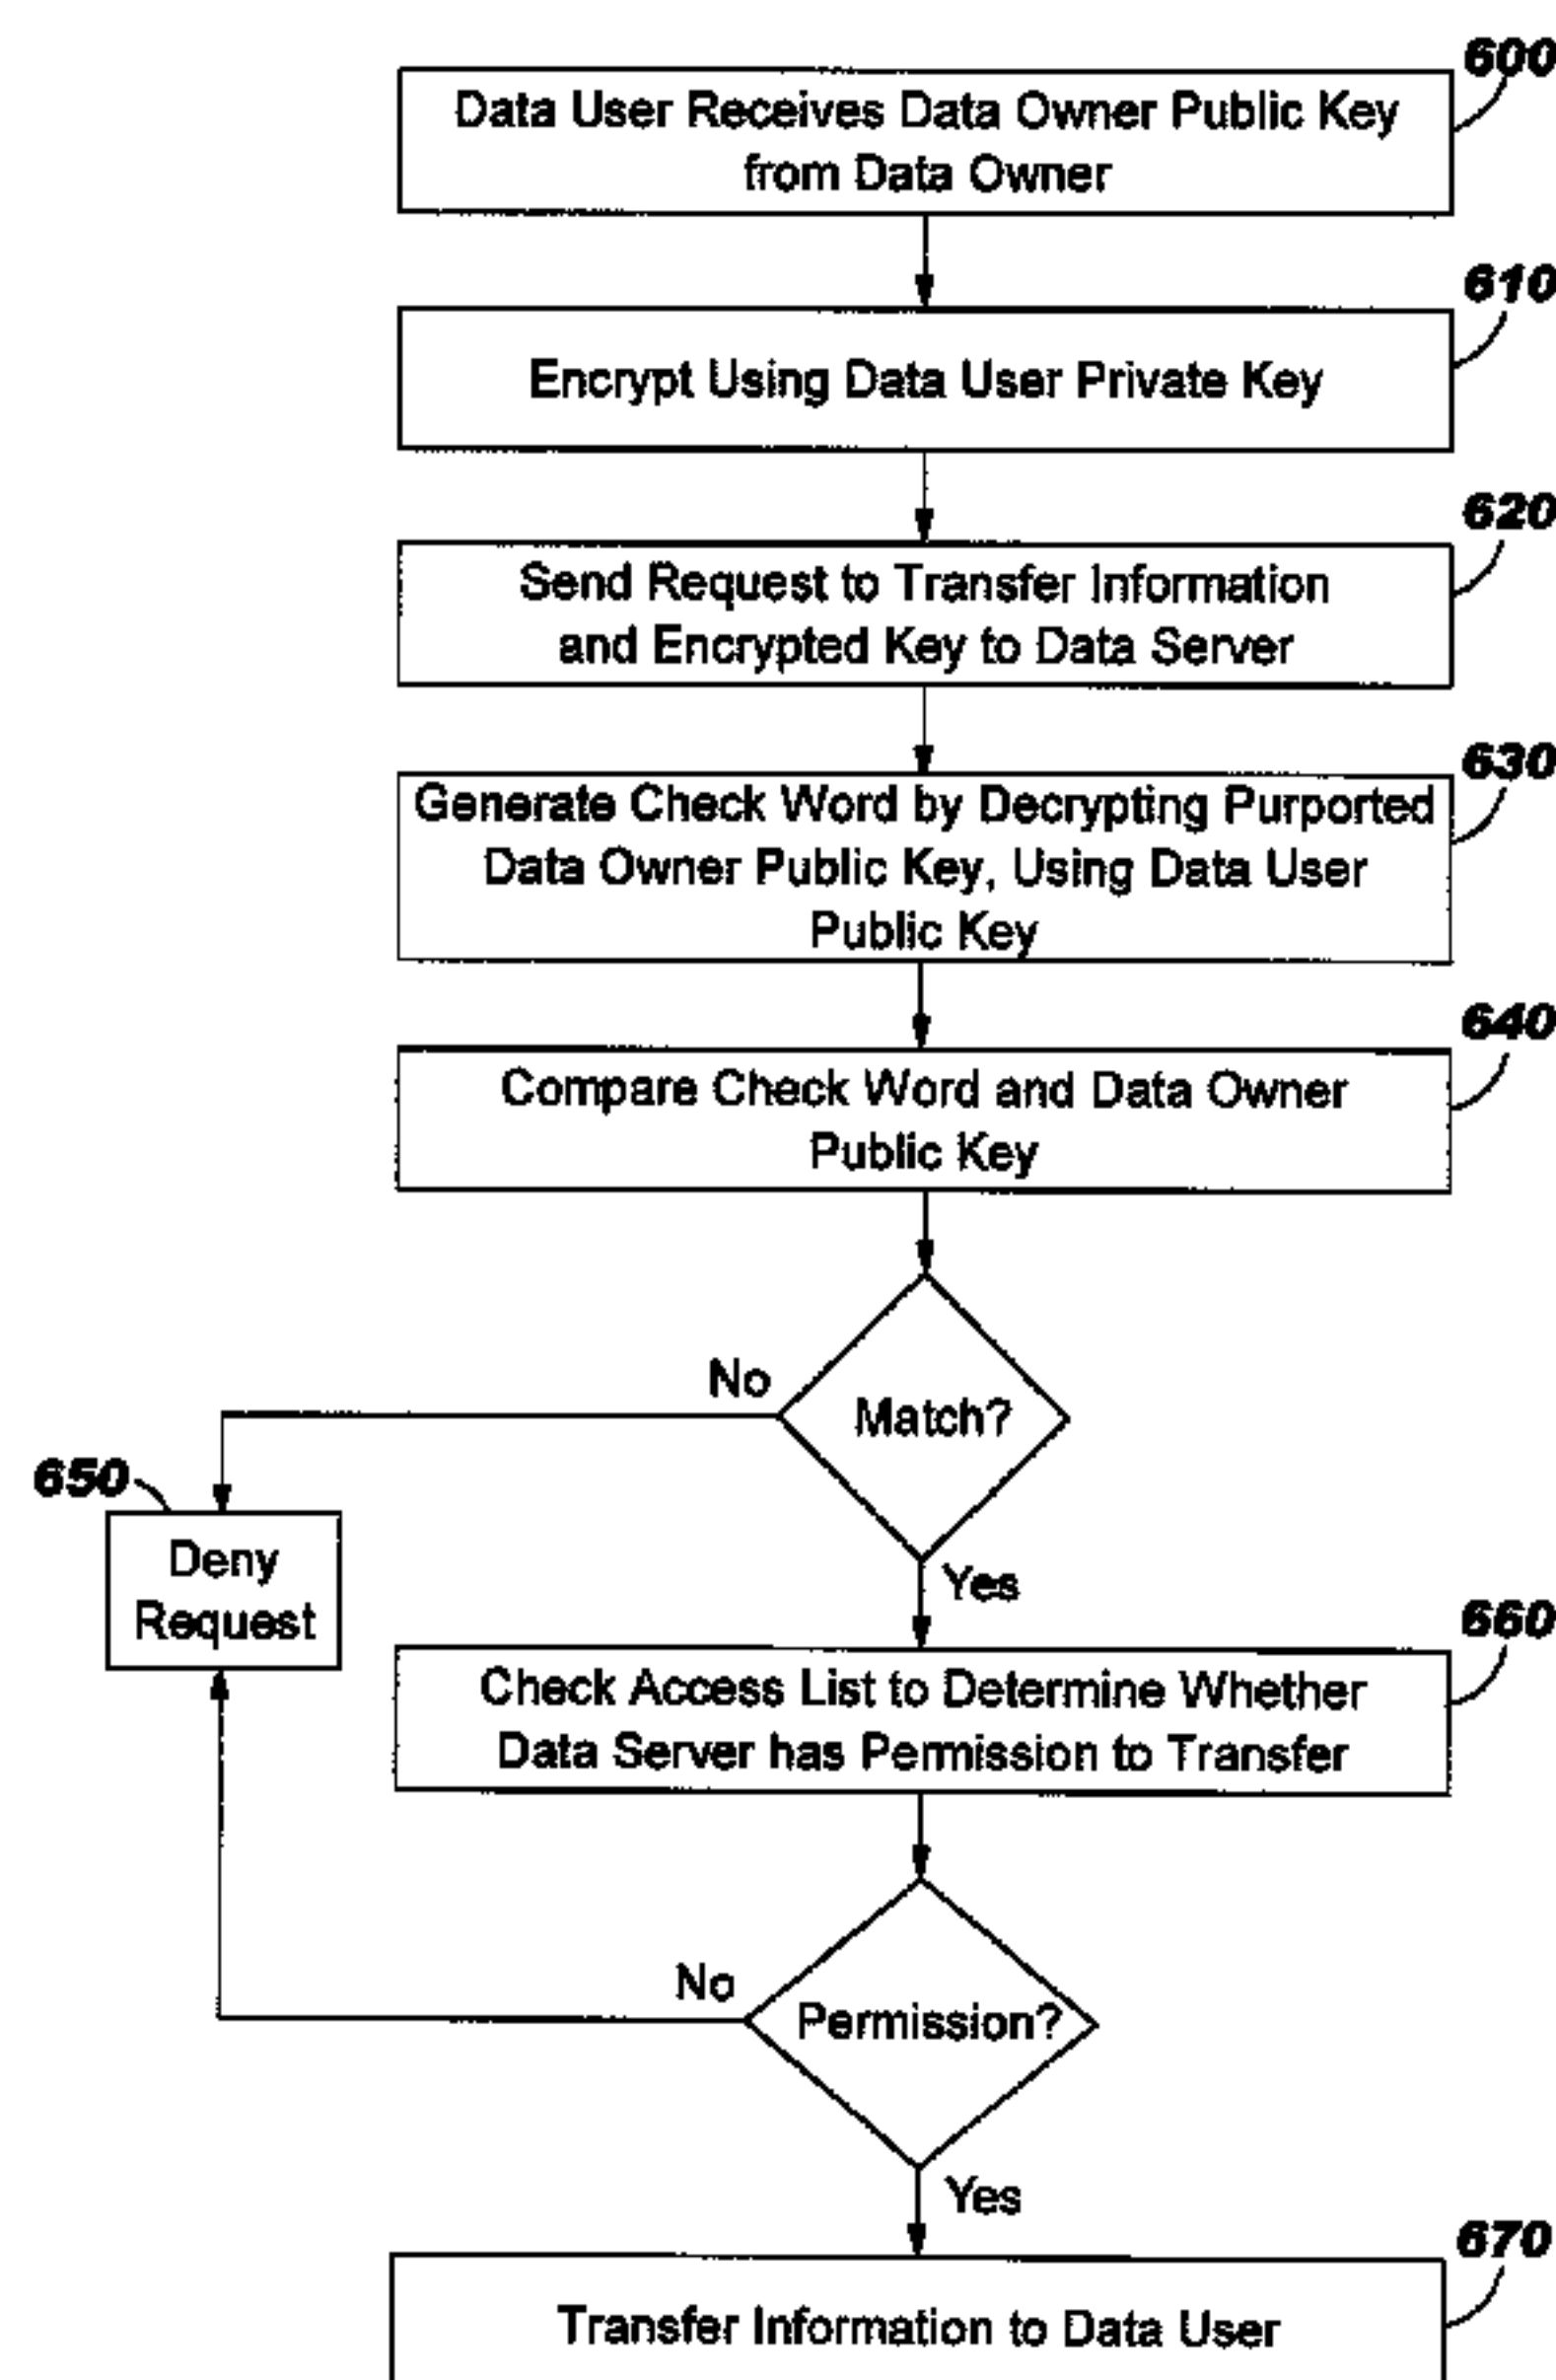 600
Data User Receives Data Owner Public Key
from Data Owner
610
Encrypt Using Data User Private Key
620
Send Request to Transfer Information
and Encrypted Key to Data Server
630
Generate Check Word by Decrypting Purported
Data Owner Public Key, Using Data User
Public Key
640
Compare Check Word and Data Owner
Public Key
No
Match?
650
Deny
Request
Yes
660
Check Access List to Determine Whether
Data Server has Permission to Transfer
No
Permission?
Yes
670
Transfer Information to Data User